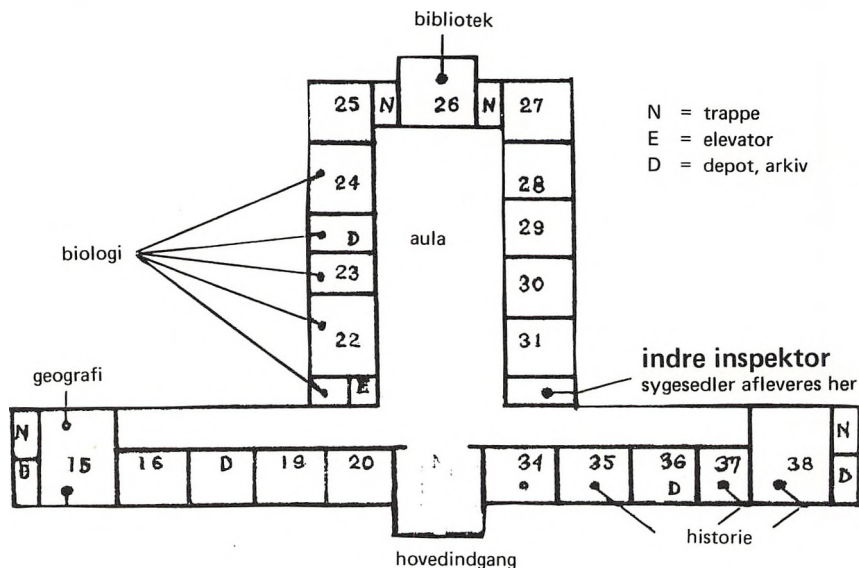 bibliotek
25 N 26 N 27
N = trappe
E = elevator
D = depot, arkiv
24 28
D aula 29
biologi
23 30
22 31
E
indre inspektor
sygesedler afleveres her
geografi
N N
15 16 D 19 20 34 35 36 37 38
D D
historie
hovedindgang